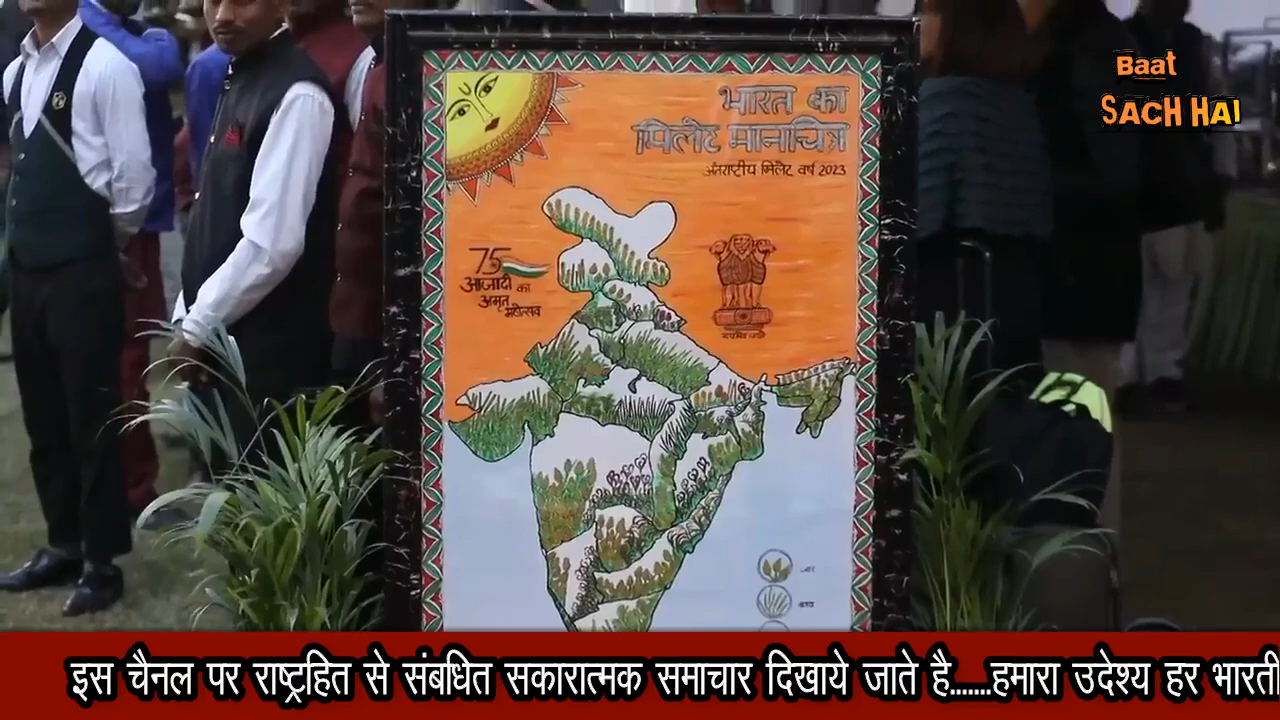 Baat
SACH HAI
भारत का
मिलेट मानचित्र
अंतराष्ट्रीय मिलेट वर्ष 2023
75
आज़ादी का
अमृत
महोत्सव
इस चैनल पर राष्ट्रहित से संबधित सकारात्मक समाचार दिखाये जाते है.......हमारा उदेश्य हर भारती